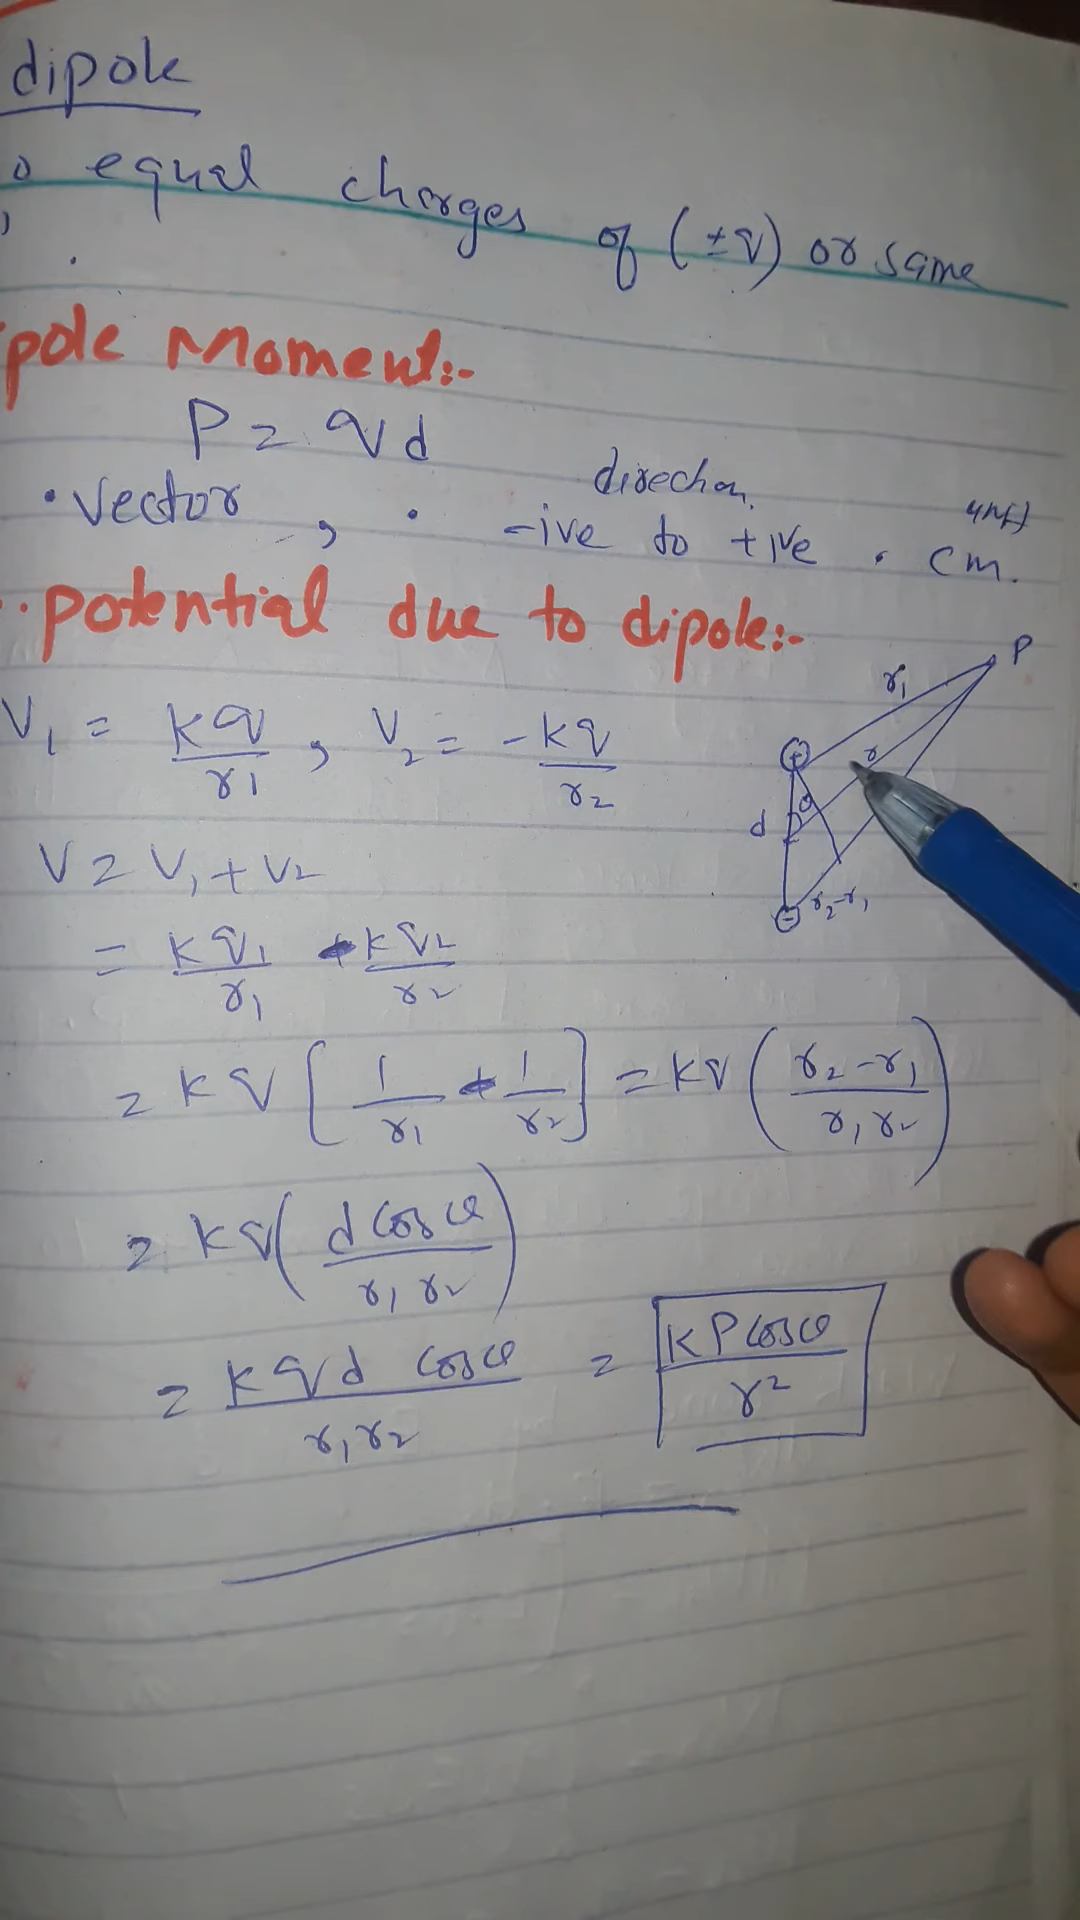 dipole
equal charges of (±q) or same
pole Moment:-
P = qd
direction
• vector, • -ive to +ive • cm.
potential due to dipole:-
P
r₁
V₁ = kq/r₁ , V₂ = -kq/r₂
r
θ
d
V = V₁ + V₂
r₂-r₁
= kq₁/r₁ + kq₂/r₂
= kq [1/r₁ + 1/r₂] = kq (r₂-r₁/r₁r₂)
= kq (d cosθ/r₁r₂)
= kqd cosθ/r₁r₂ = kP cosθ/r²